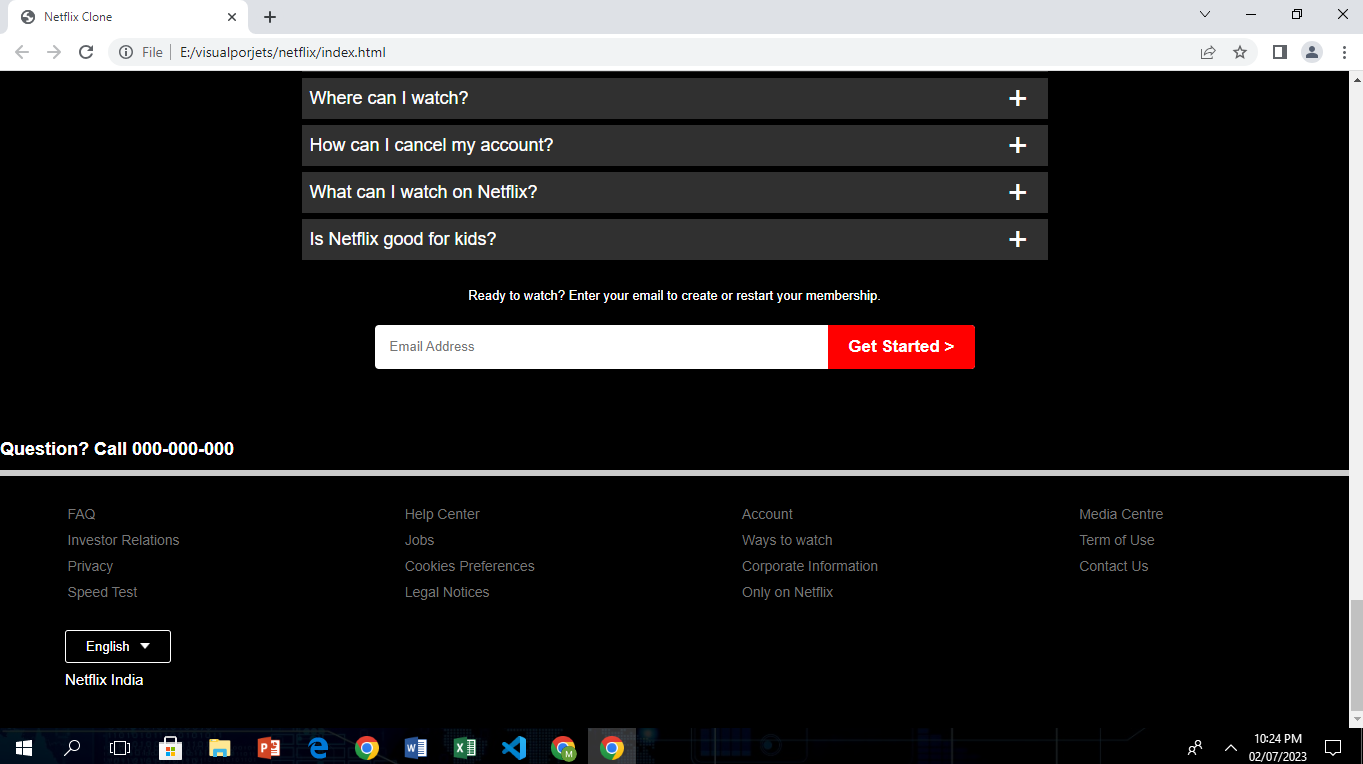 Netflix Clone
File E:/visualporjets/netflix/index.html
Where can I watch? +
How can I cancel my account? +
What can I watch on Netflix? +
Is Netflix good for kids? +
Ready to watch? Enter your email to create or restart your membership.
Email Address Get Started >
Question? Call 000-000-000
FAQ Help Center Account Media Centre
Investor Relations Jobs Ways to watch Term of Use
Privacy Cookies Preferences Corporate Information Contact Us
Speed Test Legal Notices Only on Netflix
English
Netflix India
10:24 PM
02/07/2023